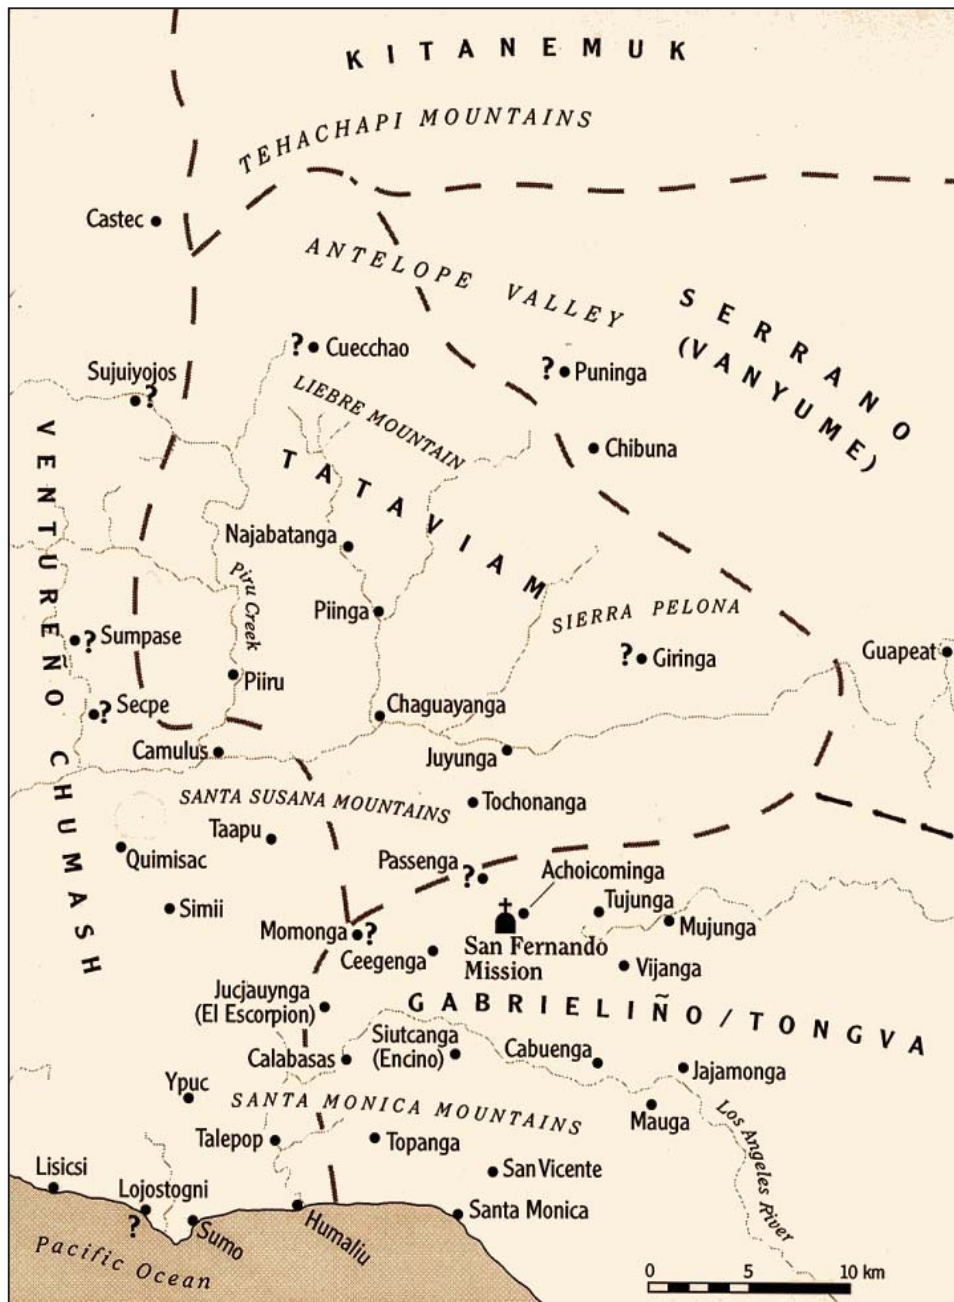 KITANEMUK
TEHACHAPI MOUNTAINS
Castec
ANTELOPE VALLEY
SERRANO
(VANYUME)
? Cuecchao
? Puninga
Sujuiyojos
?
LIEBRE MOUNTAIN
Chibuna
VENTUREÑO CHUMASH
TATAVIAM
Najabatanga
Piru Creek
Piinga
SIERRA PELONA
? Sumpase
? Giringa
Guapeat
Piiru
? Secpe
Chaguayanga
Camulus
Juyunga
SANTA SUSANA MOUNTAINS
Tochonanga
Taapu
Quimisac
Passenga
?
Achoicominga
Tujunga
Simii
Mujunga
Momonga ?
San Fernando
Mission
Ceegenga
Vijanga
Jucjauynga
(El Escorpion)
GABRIELIÑO/TONGVA
Siutcanga
(Encino)
Cabuenga
Calabasas
Jajamonga
Ypuc
SANTA MONICA MOUNTAINS
Mauga
Los Angeles River
Talepop
Topanga
San Vicente
Lisicsi
Lojostogni
?
Sumo
Humaliu
Santa Monica
Pacific Ocean
0 5 10 km